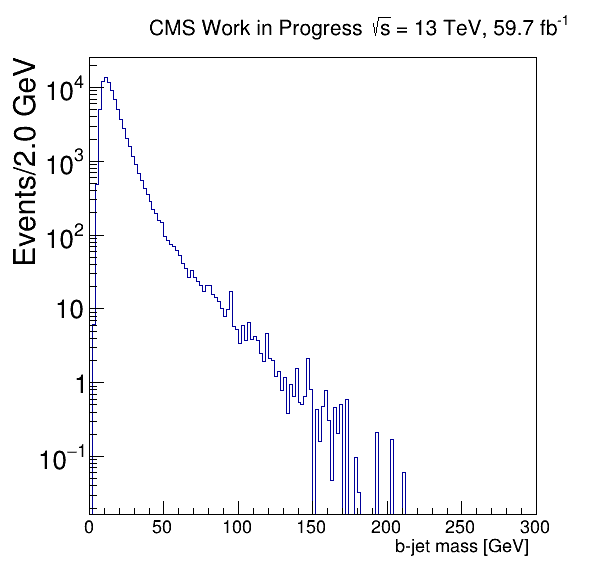 CMS Work in Progress √s = 13 TeV, 59.7 fb⁻¹
Events/2.0 GeV
10⁴
10³
10²
10
1
10⁻¹
0 50 100 150 200 250 300
b-jet mass [GeV]